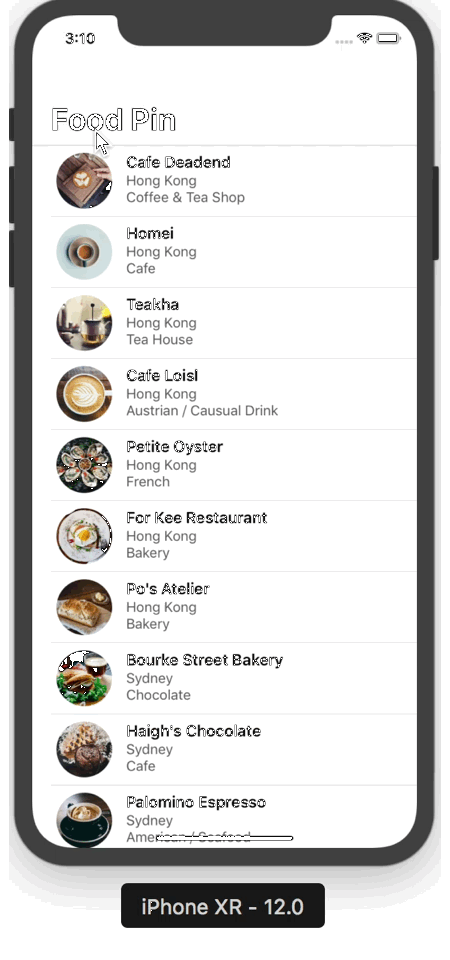 3:10
Food Pin
Cafe Deadend
Hong Kong
Coffee & Tea Shop
Homei
Hong Kong
Cafe
Teakha
Hong Kong
Tea House
Cafe Loisl
Hong Kong
Austrian / Causual Drink
Petite Oyster
Hong Kong
French
For Kee Restaurant
Hong Kong
Bakery
Po's Atelier
Hong Kong
Bakery
Bourke Street Bakery
Sydney
Chocolate
Haigh's Chocolate
Sydney
Cafe
Palomino Espresso
Sydney
American / Seafood
iPhone XR - 12.0